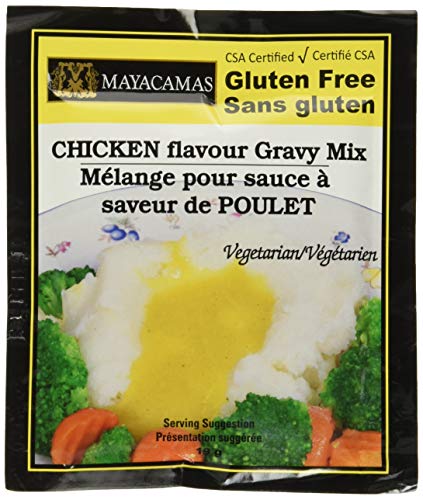 CSA Certified √ Certifié CSA
MAYACAMAS
Gluten Free
Sans gluten
CHICKEN flavour Gravy Mix
Mélange pour sauce à
saveur de POULET
Vegetarian/Végétarien
Serving Suggestion
Présentation suggérée
19 g